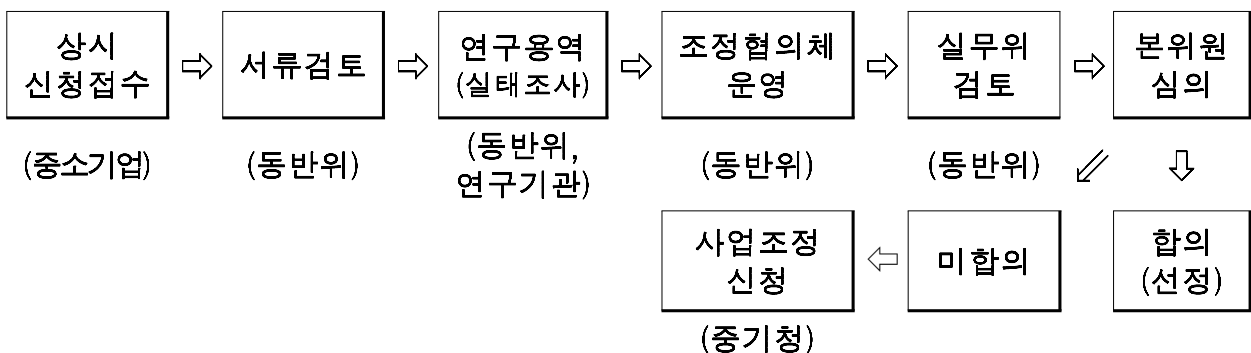 상시
신청접수
서류검토
연구용역
(실태조사)
조정협의체
운영
실무위
검토
본위원
심의
(중소기업)
(동반위)
(동반위,
연구기관)
(동반위)
(동반위)
사업조정
신청
미합의
합의
(선정)
(중기청)